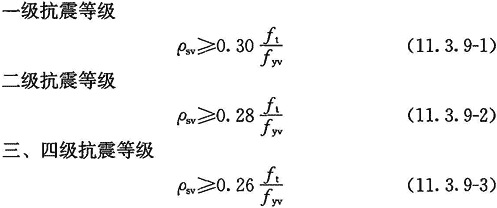 一级抗震等级
ρsv≥0.30 ft/fyv (11.3.9-1)
二级抗震等级
ρsv≥0.28 ft/fyv (11.3.9-2)
三、四级抗震等级
ρsv≥0.26 ft/fyv (11.3.9-3)